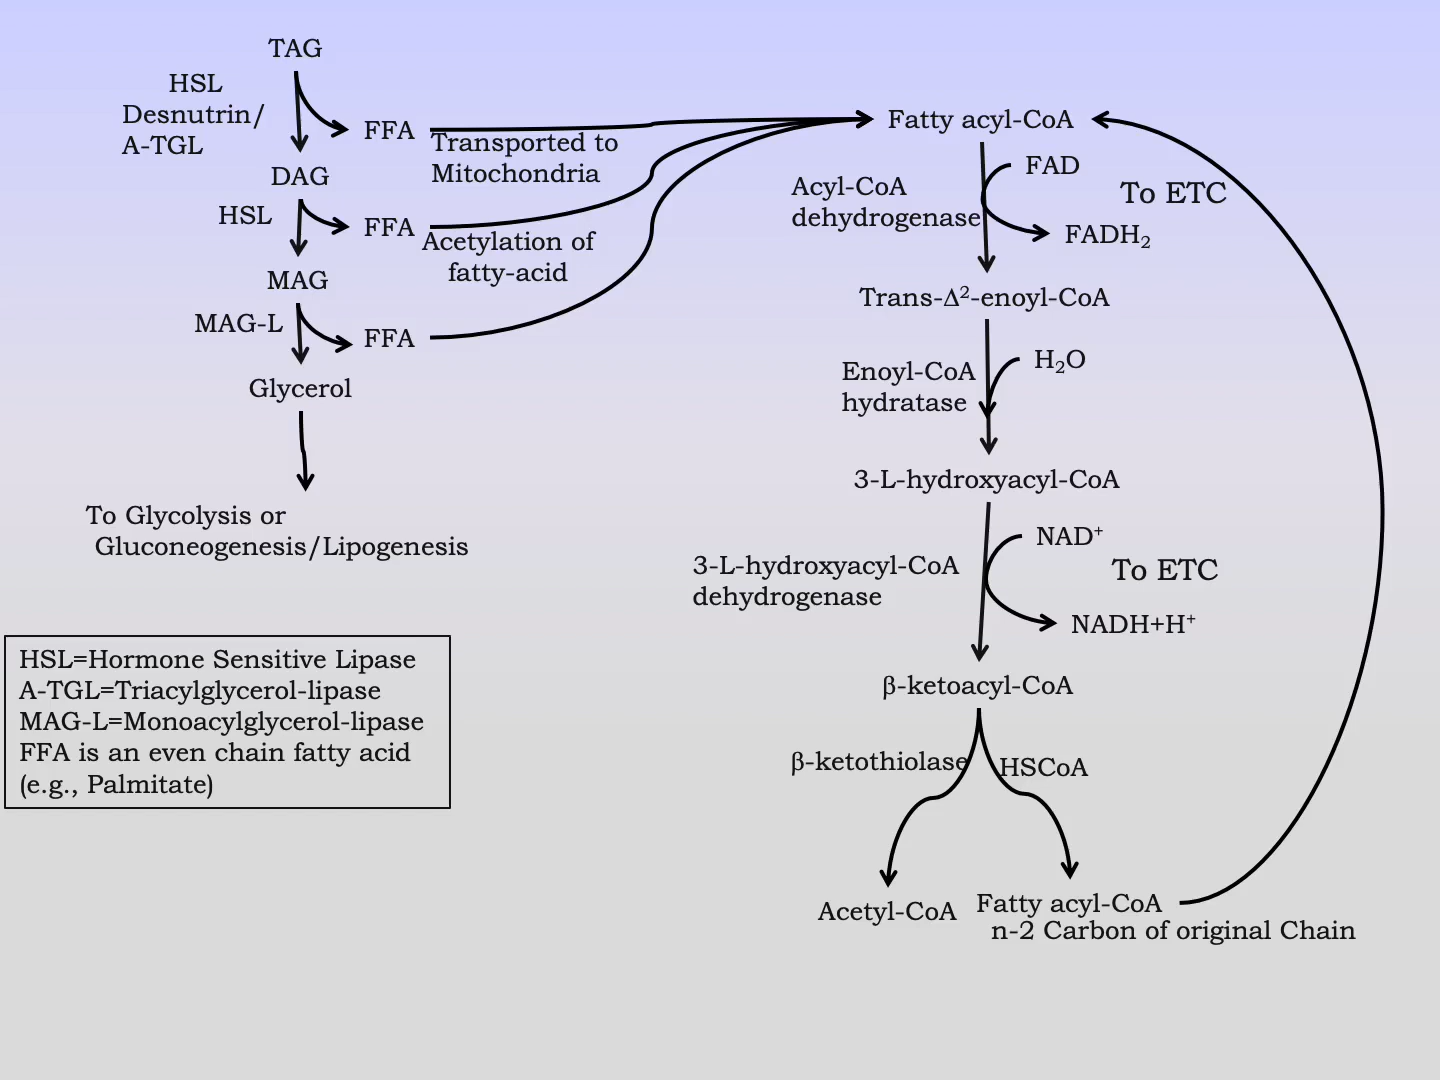 TAG
HSL
Desnutrin/
A-TGL
FFA
Transported to
Mitochondria
DAG
HSL
FFA
Acetylation of
fatty-acid
MAG
MAG-L
FFA
Glycerol
To Glycolysis or
Gluconeogenesis/Lipogenesis
HSL=Hormone Sensitive Lipase
A-TGL=Triacylglycerol-lipase
MAG-L=Monoacylglycerol-lipase
FFA is an even chain fatty acid
(e.g., Palmitate)
Fatty acyl-CoA
FAD
Acyl-CoA
dehydrogenase
To ETC
FADH₂
Trans-Δ²-enoyl-CoA
H₂O
Enoyl-CoA
hydratase
3-L-hydroxyacyl-CoA
NAD⁺
3-L-hydroxyacyl-CoA
dehydrogenase
To ETC
NADH+H⁺
β-ketoacyl-CoA
β-ketothiolase
HSCoA
Acetyl-CoA
Fatty acyl-CoA
n-2 Carbon of original Chain